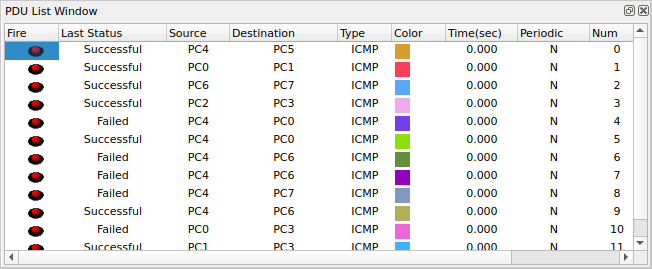 PDU List Window
Fire Last Status Source Destination Type Color Time(sec) Periodic Num
Successful PC4 PC5 ICMP 0.000 N 0
Successful PC0 PC1 ICMP 0.000 N 1
Successful PC6 PC7 ICMP 0.000 N 2
Successful PC2 PC3 ICMP 0.000 N 3
Failed PC4 PC0 ICMP 0.000 N 4
Successful PC4 PC0 ICMP 0.000 N 5
Failed PC4 PC6 ICMP 0.000 N 6
Failed PC4 PC6 ICMP 0.000 N 7
Failed PC4 PC7 ICMP 0.000 N 8
Successful PC4 PC6 ICMP 0.000 N 9
Failed PC0 PC3 ICMP 0.000 N 10
Successful PC1 PC3 ICMP 0.000 N 11